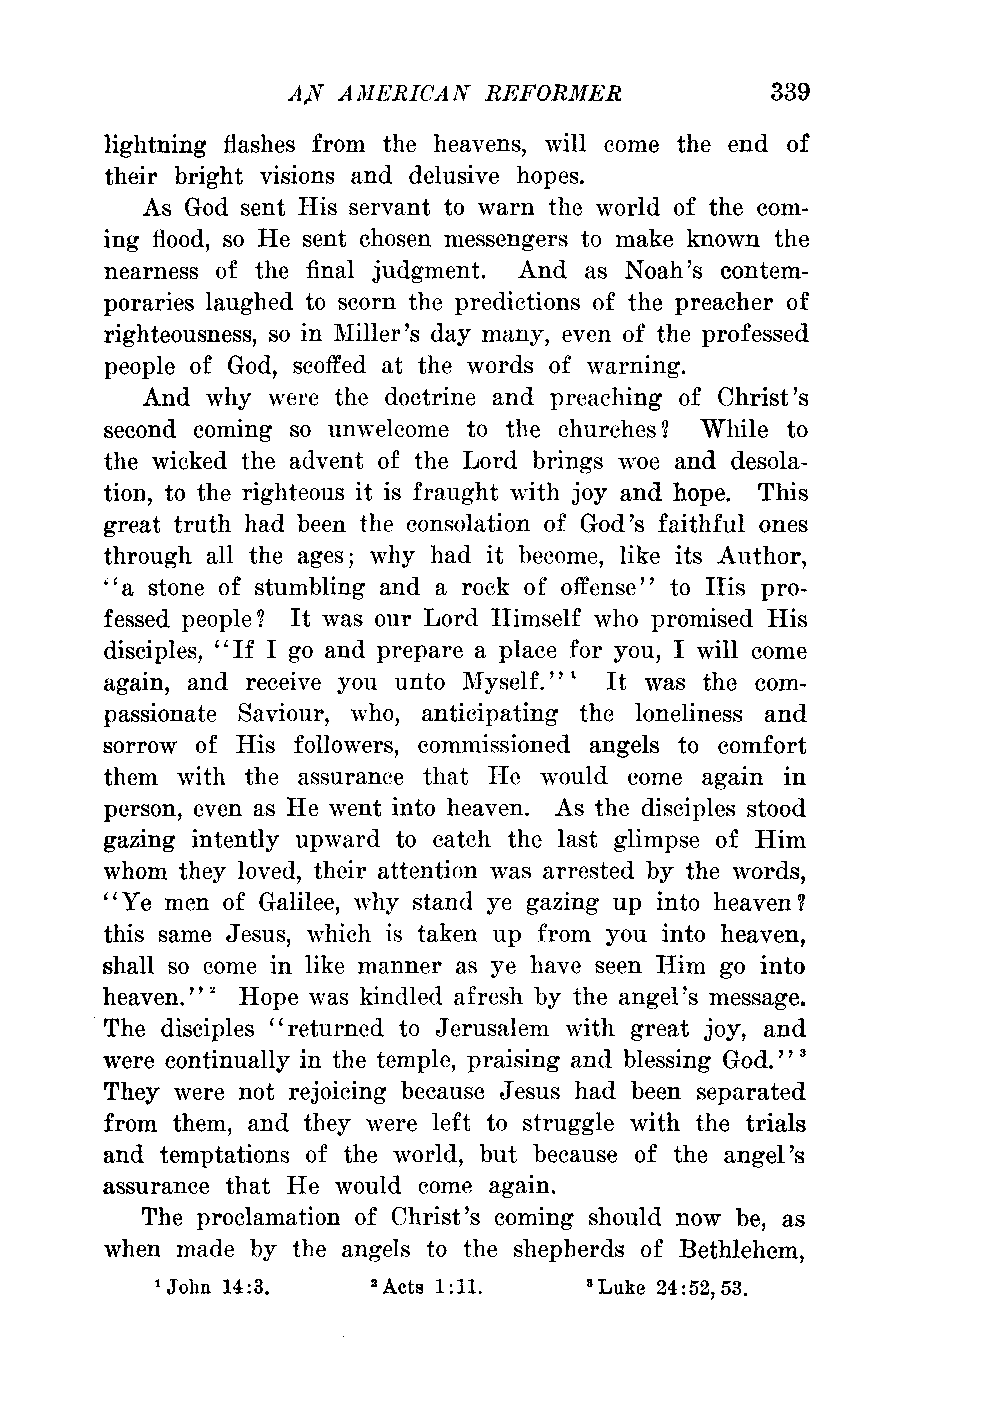 AN AMERICAN REFORMER 339
lightning flashes from the heavens, will come the end of
their bright visions and delusive hopes.
As God sent His servant to warn the world of the com-
ing flood, so He sent chosen messengers to make known the
nearness of the final judgment. And as Noah's contem-
poraries laughed to scorn the predictions of the preacher of
righteousness, so in Miller's day many, even of the professed
people of God, scoffed at the words of warning.
And why were the doctrine and preaching of Christ's
second coming so unwelcome to the churches? While to
the wicked the advent of the Lord brings woe and desola-
tion, to the righteous it is fraught with joy and hope. This
great truth had been the consolation of God's faithful ones
through all the ages; why had it become, like its Author,
"a stone of stumbling and a rock of offense" to His pro-
fessed people? It was our Lord Himself who promised His
disciples, "If I go and prepare a place for you, I will come
again, and receive you unto Myself."¹ It was the com-
passionate Saviour, who, anticipating the loneliness and
sorrow of His followers, commissioned angels to comfort
them with the assurance that He would come again in
person, even as He went into heaven. As the disciples stood
gazing intently upward to catch the last glimpse of Him
whom they loved, their attention was arrested by the words,
"Ye men of Galilee, why stand ye gazing up into heaven?
this same Jesus, which is taken up from you into heaven,
shall so come in like manner as ye have seen Him go into
heaven."² Hope was kindled afresh by the angel's message.
The disciples "returned to Jerusalem with great joy, and
were continually in the temple, praising and blessing God."³
They were not rejoicing because Jesus had been separated
from them, and they were left to struggle with the trials
and temptations of the world, but because of the angel's
assurance that He would come again.
The proclamation of Christ's coming should now be, as
when made by the angels to the shepherds of Bethlehem,
¹ John 14:3. ² Acts 1:11. ³ Luke 24:52, 53.